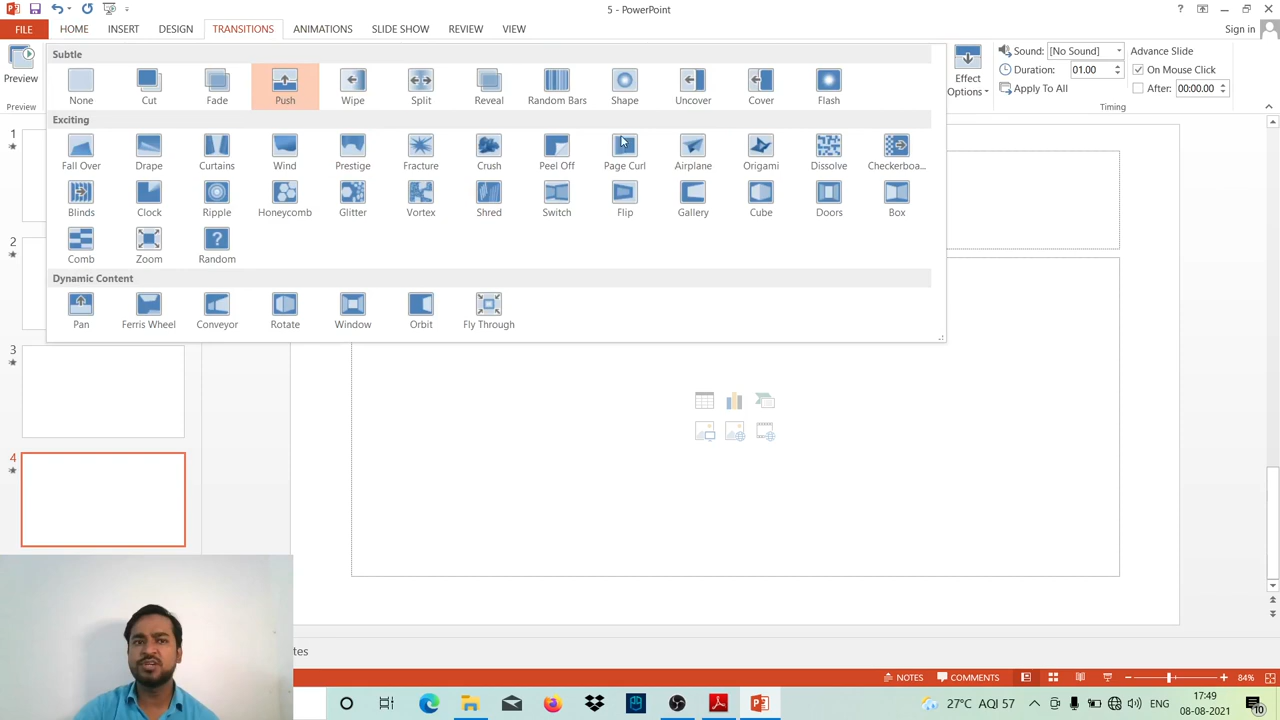 5 - PowerPoint
?
FILE HOME INSERT DESIGN TRANSITIONS ANIMATIONS SLIDE SHOW REVIEW VIEW Sign in
Preview
Preview
Subtle
None Cut Fade Push Wipe Split Reveal Random Bars Shape Uncover Cover Flash
Exciting
Fall Over Drape Curtains Wind Prestige Fracture Crush Peel Off Page Curl Airplane Origami Dissolve Checkerboa...
Blinds Clock Ripple Honeycomb Glitter Vortex Shred Switch Flip Gallery Cube Doors Box
Comb Zoom Random
Dynamic Content
Pan Ferris Wheel Conveyor Rotate Window Orbit Fly Through
Effect
Options
Sound: [No Sound]
Duration: 01.00
Apply To All
Advance Slide
On Mouse Click
After: 00:00.00
Timing
1
2
3
4
tes
NOTES COMMENTS 84%
27°C AQI 57 ENG
17:49
08-08-2021
10